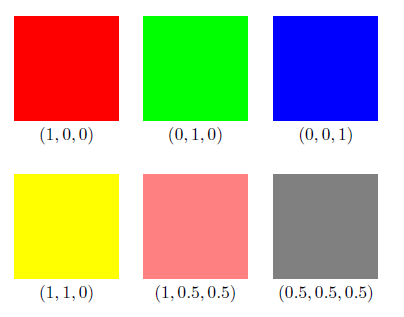 (1, 0, 0) (0, 1, 0) (0, 0, 1)
(1, 1, 0) (1, 0.5, 0.5) (0.5, 0.5, 0.5)